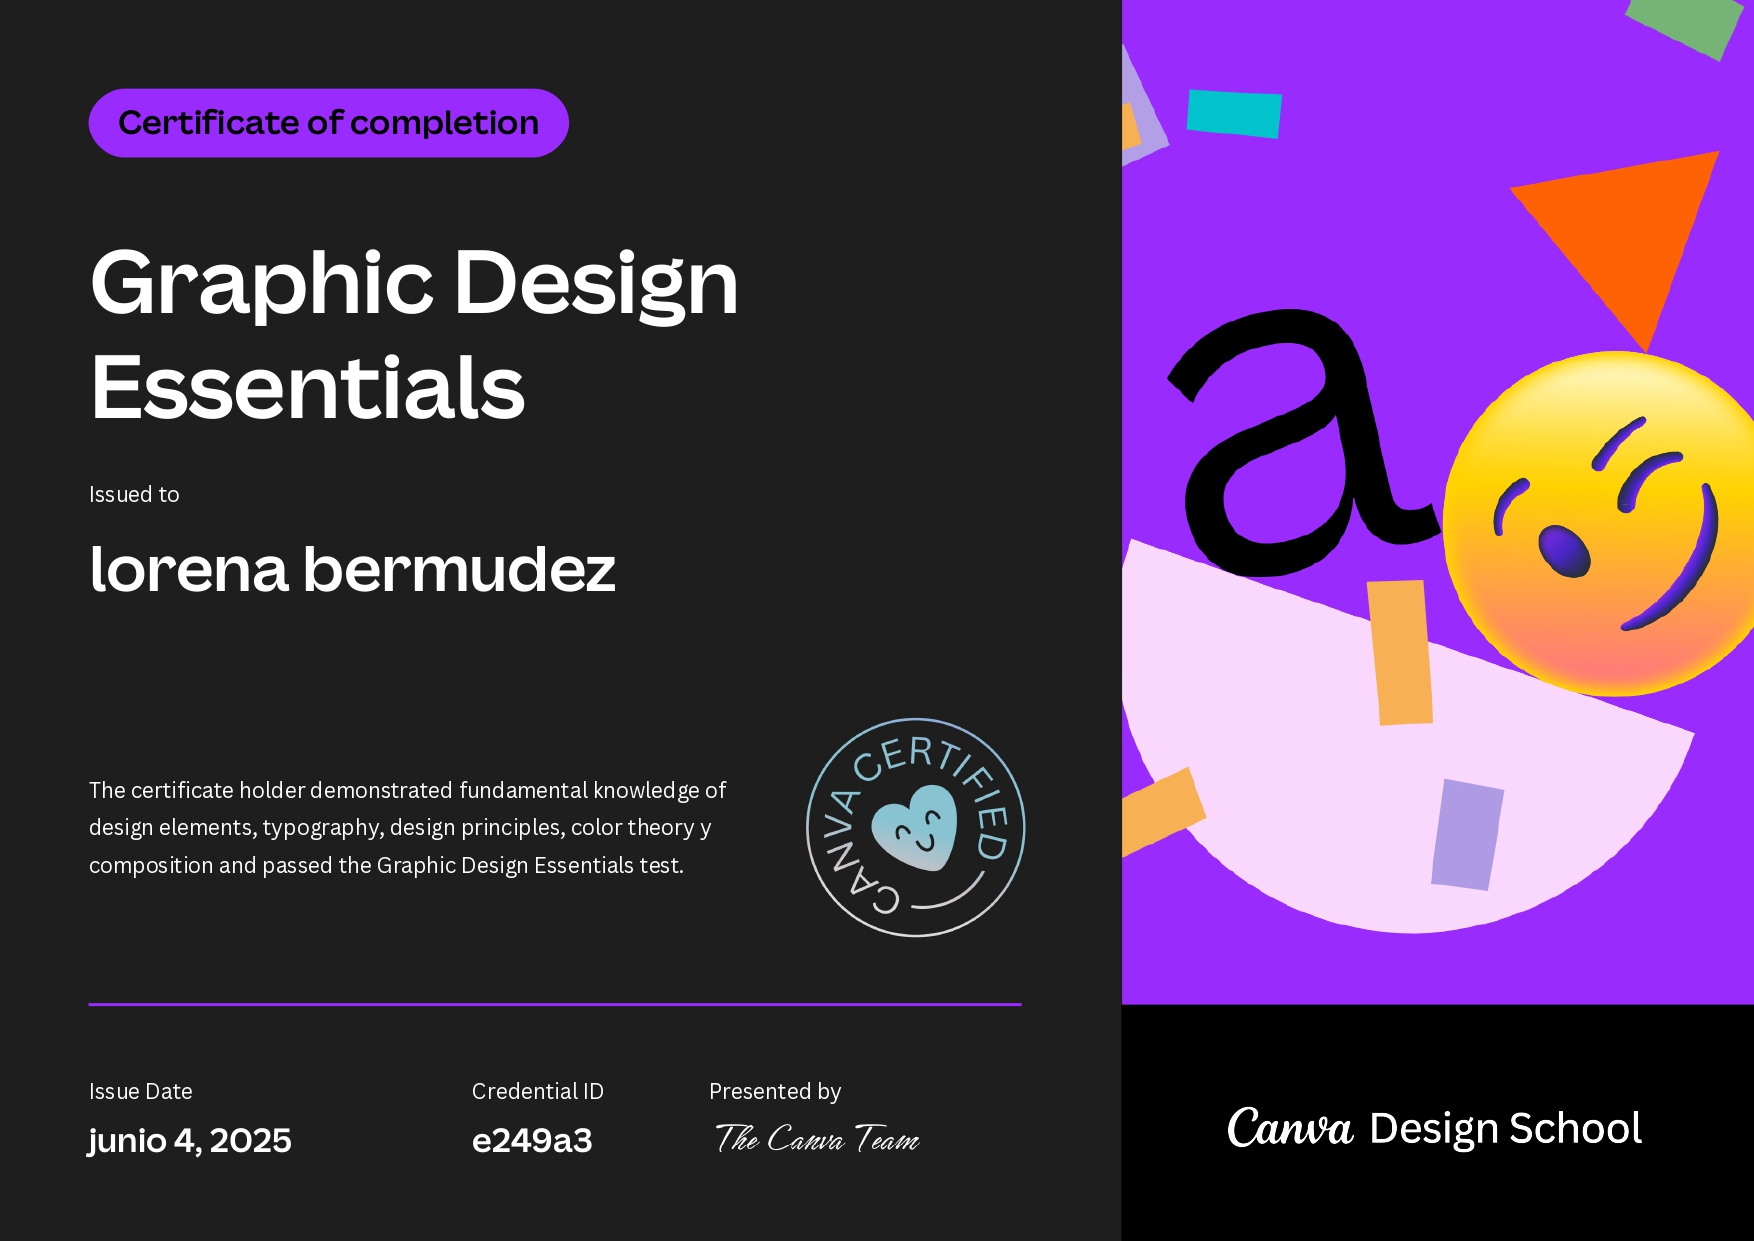 Certificate of completion
Graphic Design
Essentials
Issued to
lorena bermudez
The certificate holder demonstrated fundamental knowledge of
design elements, typography, design principles, color theory y
composition and passed the Graphic Design Essentials test.
CANVA CERTIFIED
Issue Date
junio 4, 2025
Credential ID
e249a3
Presented by
The Canva Team
a
Canva Design School